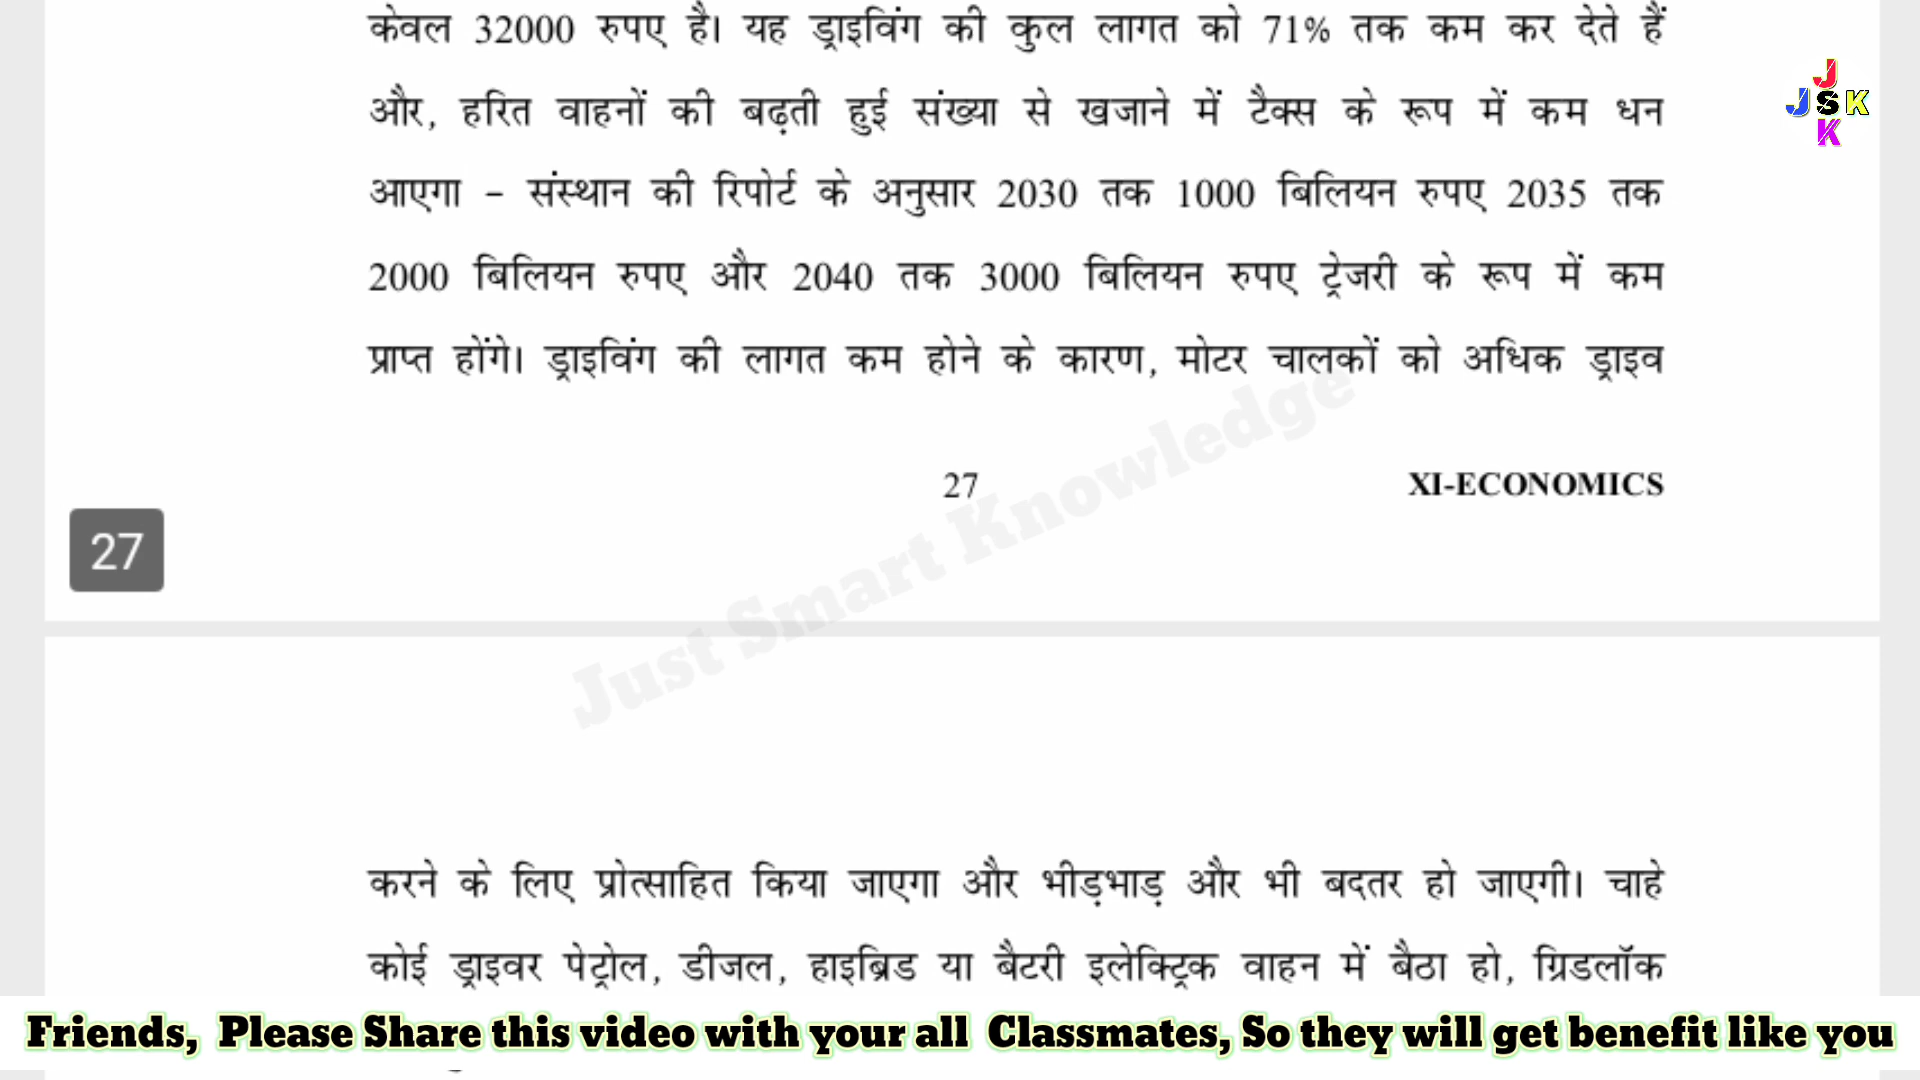 केवल 32000 रुपए है। यह ड्राइविंग की कुल लागत को 71% तक कम कर देते हैं
और, हरित वाहनों की बढ़ती हुई संख्या से खजाने में टैक्स के रूप में कम धन
आएगा – संस्थान की रिपोर्ट के अनुसार 2030 तक 1000 बिलियन रुपए 2035 तक
2000 बिलियन रुपए और 2040 तक 3000 बिलियन रुपए ट्रेजरी के रूप में कम
प्राप्त होंगे। ड्राइविंग की लागत कम होने के कारण, मोटर चालकों को अधिक ड्राइव
J
J S K
K
27 XI-ECONOMICS
27
Just Smart Knowledge
करने के लिए प्रोत्साहित किया जाएगा और भीड़भाड़ और भी बदतर हो जाएगी। चाहे
कोई ड्राइवर पेट्रोल, डीजल, हाइब्रिड या बैटरी इलेक्ट्रिक वाहन में बैठा हो, ग्रिडलॉक
Friends, Please Share this video with your all Classmates, So they will get benefit like you